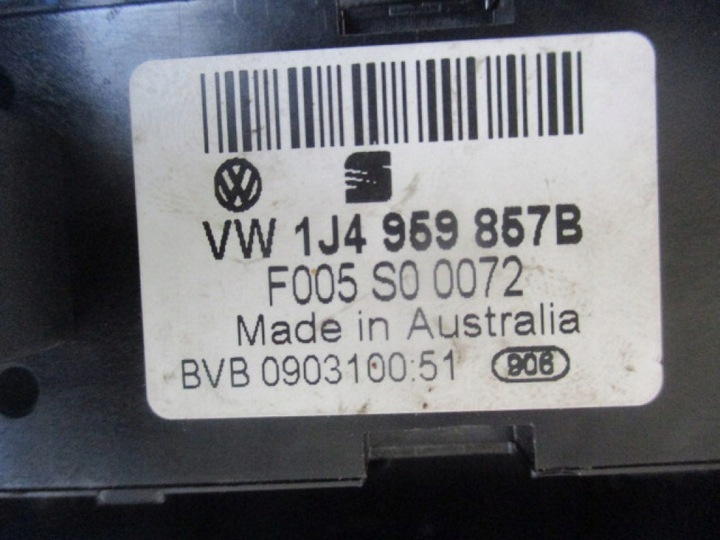 VW 1J4 959 857B
F005 S0 0072
Made in Australia
BVB 0903100:51 906